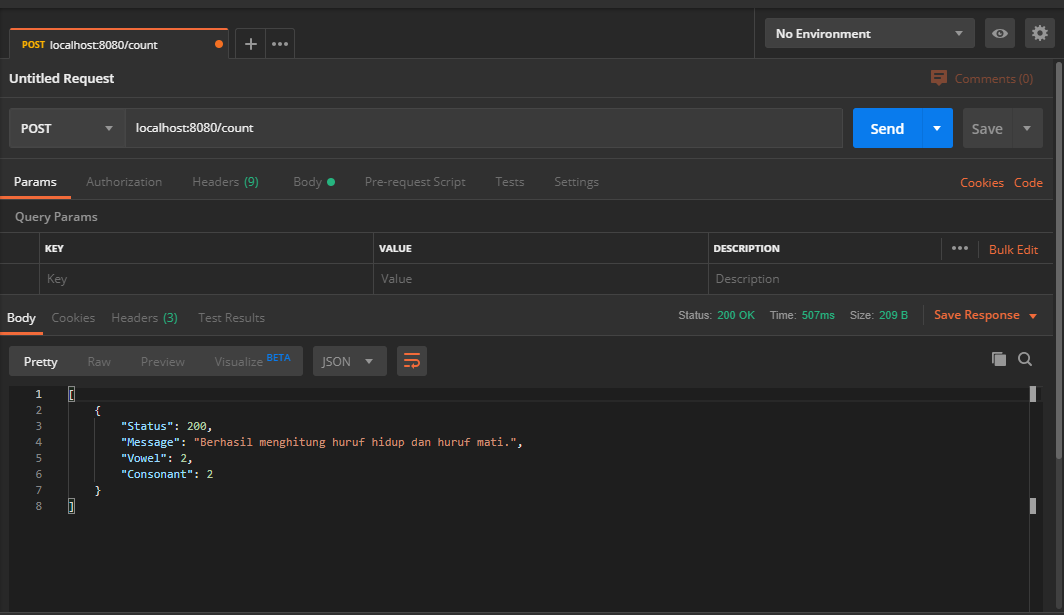 POST localhost:8080/count + ••• No Environment
Untitled Request Comments (0)
POST localhost:8080/count Send Save
Params Authorization Headers (9) Body Pre-request Script Tests Settings Cookies Code
Query Params
KEY VALUE DESCRIPTION ••• Bulk Edit
Key Value Description
Body Cookies Headers (3) Test Results Status: 200 OK Time: 507ms Size: 209 B Save Response
Pretty Raw Preview Visualize BETA JSON
1 [
2 {
3 "Status": 200,
4 "Message": "Berhasil menghitung huruf hidup dan huruf mati.",
5 "Vowel": 2,
6 "Consonant": 2
7 }
8 ]